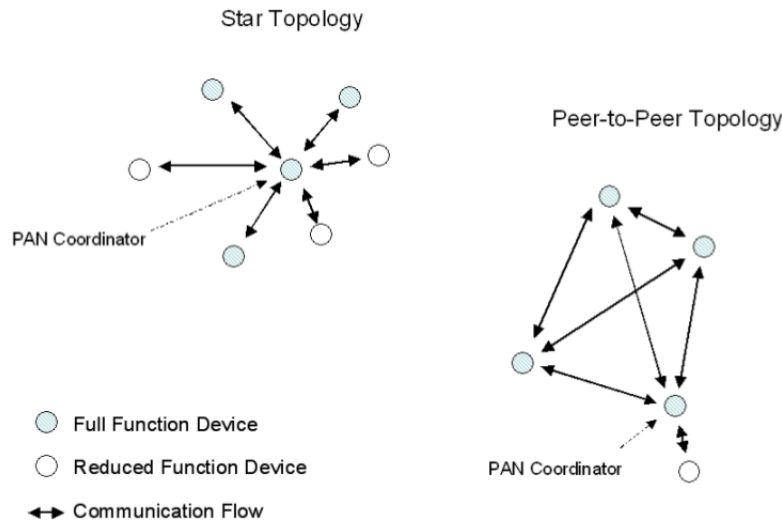 Star Topology
Peer-to-Peer Topology
PAN Coordinator
Full Function Device
Reduced Function Device
Communication Flow
PAN Coordinator